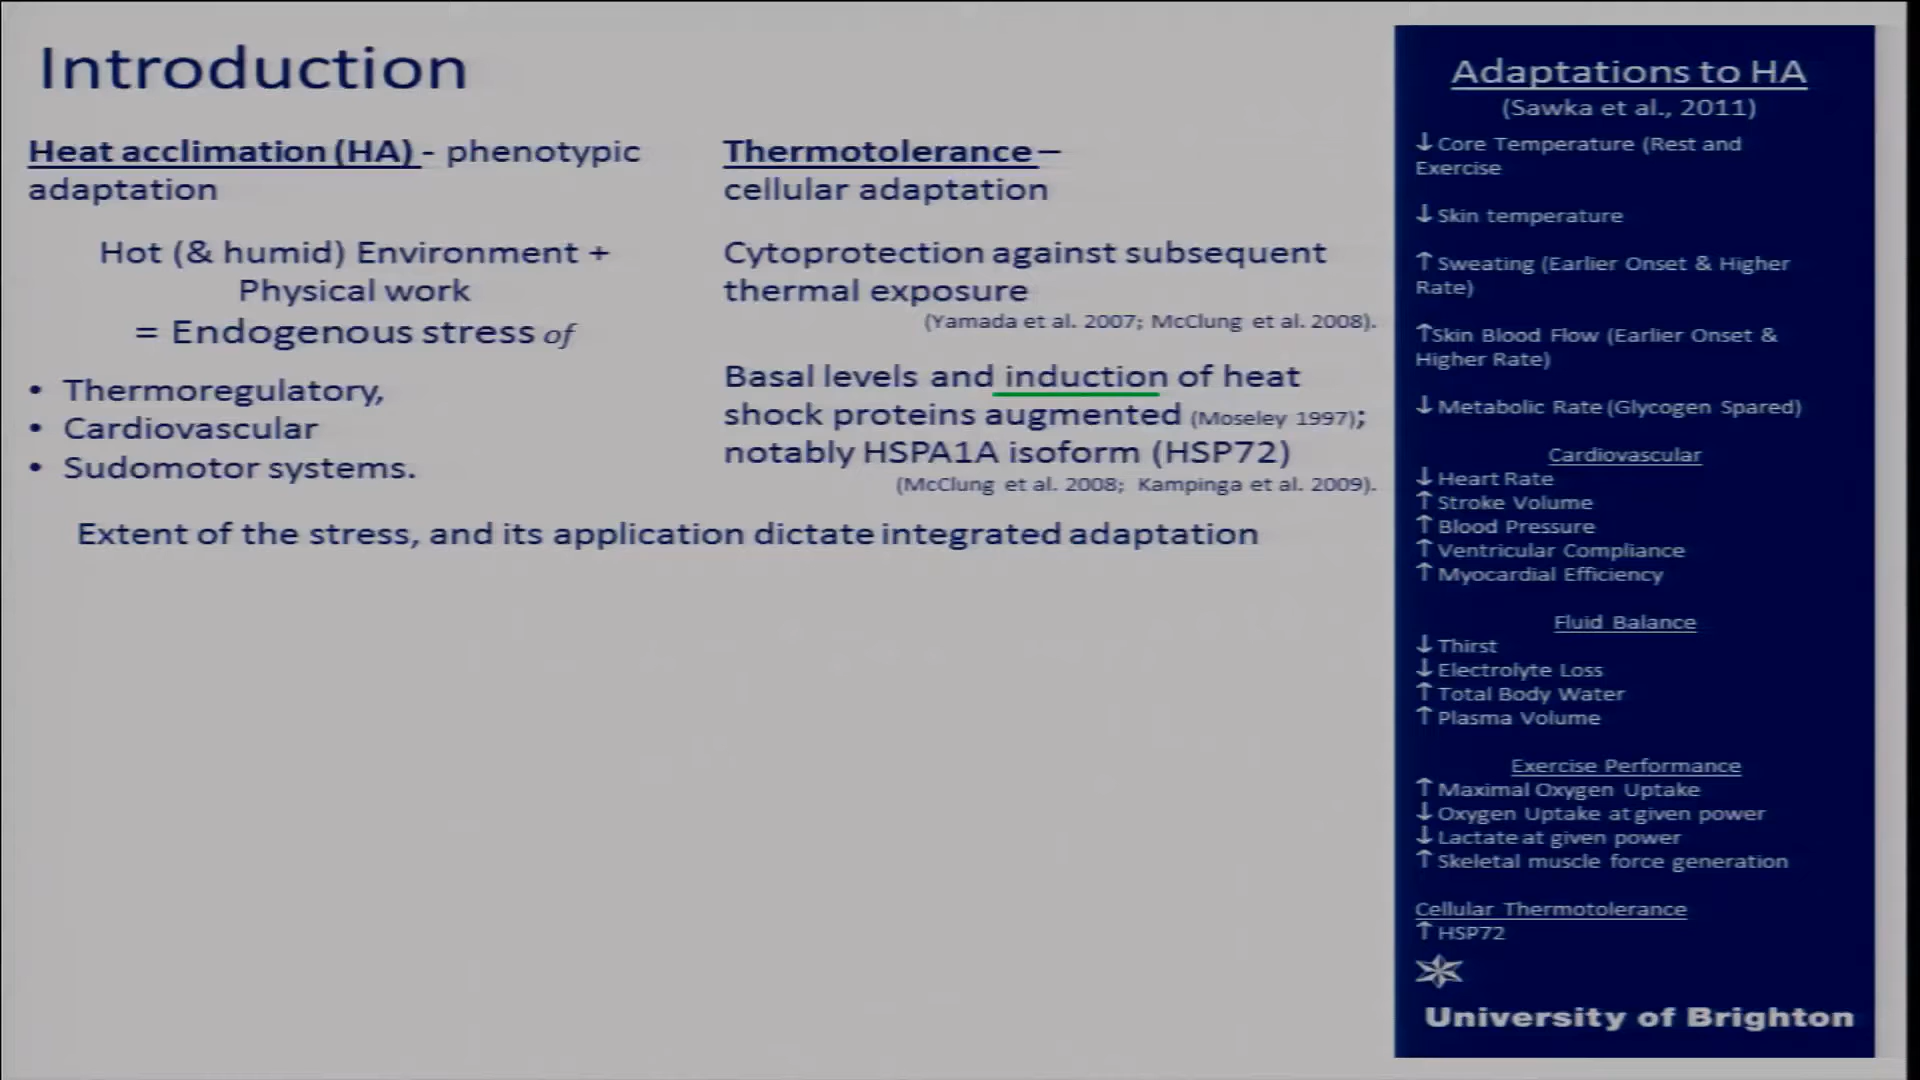 Introduction
Heat acclimation (HA) - phenotypic
adaptation
Hot (& humid) Environment +
Physical work
= Endogenous stress of
• Thermoregulatory,
• Cardiovascular
• Sudomotor systems.
Thermotolerance –
cellular adaptation
Cytoprotection against subsequent
thermal exposure
(Yamada et al. 2007; McClung et al. 2008).
Basal levels and induction of heat
shock proteins augmented (Moseley 1997);
notably HSPA1A isoform (HSP72)
(McClung et al. 2008; Kampinga et al. 2009).
Extent of the stress, and its application dictate integrated adaptation
Adaptations to HA
(Sawka et al., 2011)
↓ Core Temperature (Rest and
Exercise
↓ Skin temperature
↑ Sweating (Earlier Onset & Higher
Rate)
↑Skin Blood Flow (Earlier Onset &
Higher Rate)
↓ Metabolic Rate (Glycogen Spared)
Cardiovascular
↓ Heart Rate
↑ Stroke Volume
↑ Blood Pressure
↑ Ventricular Compliance
↑ Myocardial Efficiency
Fluid Balance
↓ Thirst
↓ Electrolyte Loss
↑ Total Body Water
↑ Plasma Volume
Exercise Performance
↑ Maximal Oxygen Uptake
↓ Oxygen Uptake at given power
↓ Lactate at given power
↑ Skeletal muscle force generation
Cellular Thermotolerance
↑ HSP72
University of Brighton